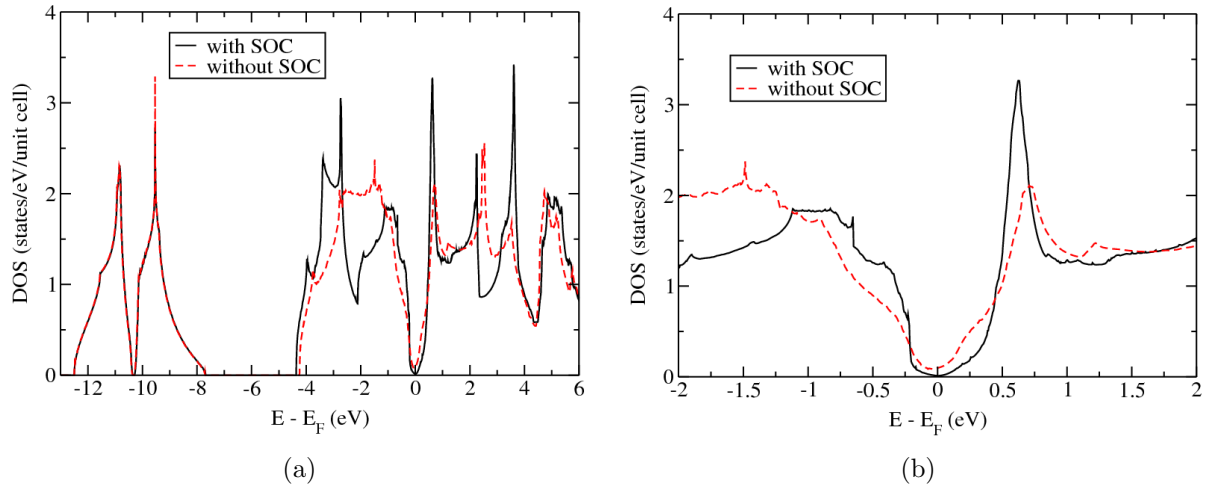 4
3
2
1
0
DOS (states/eV/unit cell)
with SOC
without SOC
-12 -10 -8 -6 -4 -2 0 2 4 6
E - E_F (eV)
(a)
4
3
2
1
0
DOS (states/eV/unit cell)
with SOC
without SOC
-2 -1.5 -1 -0.5 0 0.5 1 1.5 2
E - E_F (eV)
(b)